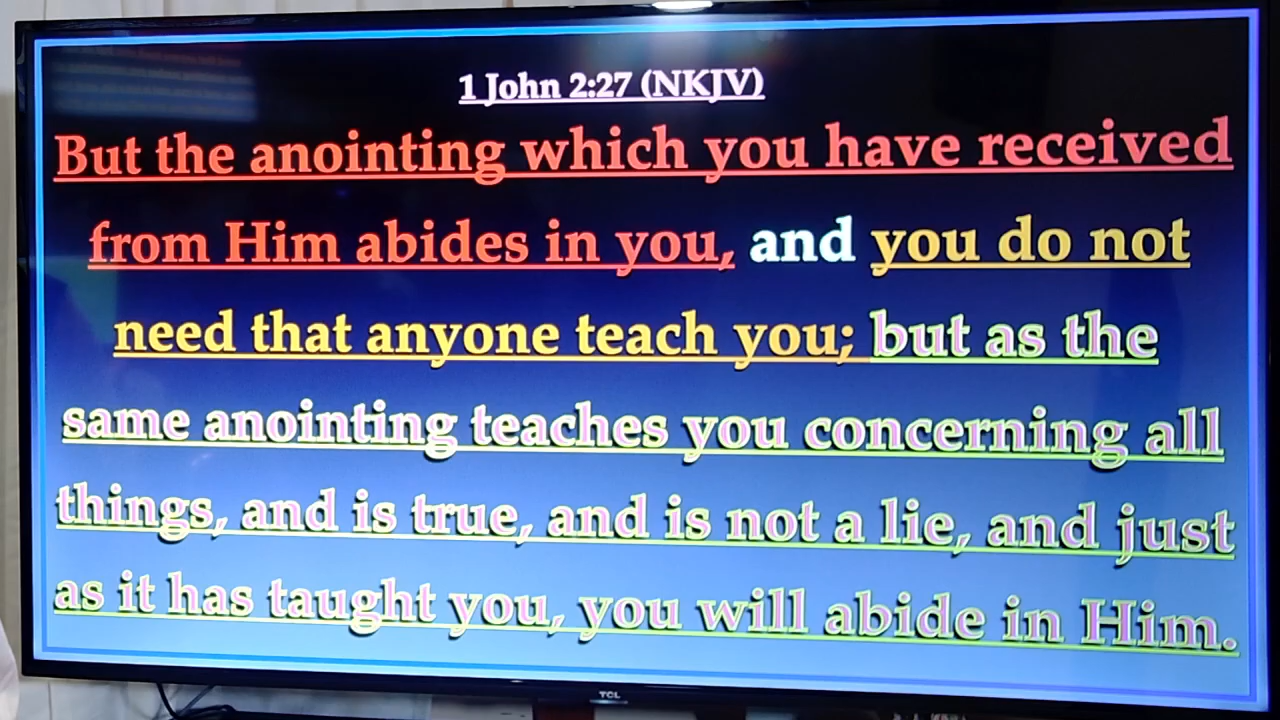 1 John 2:27 (NKJV)
But the anointing which you have received
from Him abides in you, and you do not
need that anyone teach you; but as the
same anointing teaches you concerning all
things, and is true, and is not a lie, and just
as it has taught you, you will abide in Him.
TCL